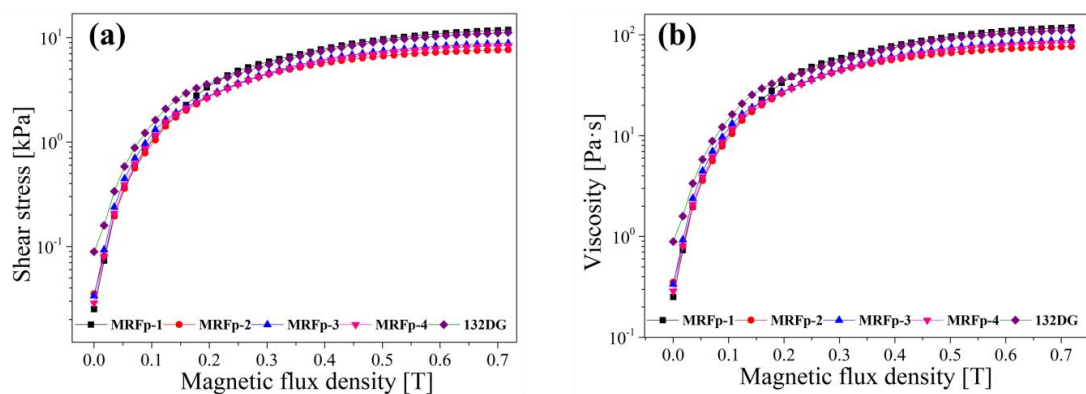 (a)
Shear stress [kPa]
10¹
10⁰
10⁻¹
MRFp-1 MRFp-2 MRFp-3 MRFp-4 132DG
0.0 0.1 0.2 0.3 0.4 0.5 0.6 0.7
Magnetic flux density [T]
(b)
Viscosity [Pa·s]
10²
10¹
10⁰
10⁻¹
MRFp-1 MRFp-2 MRFp-3 MRFp-4 132DG
0.0 0.1 0.2 0.3 0.4 0.5 0.6 0.7
Magnetic flux density [T]